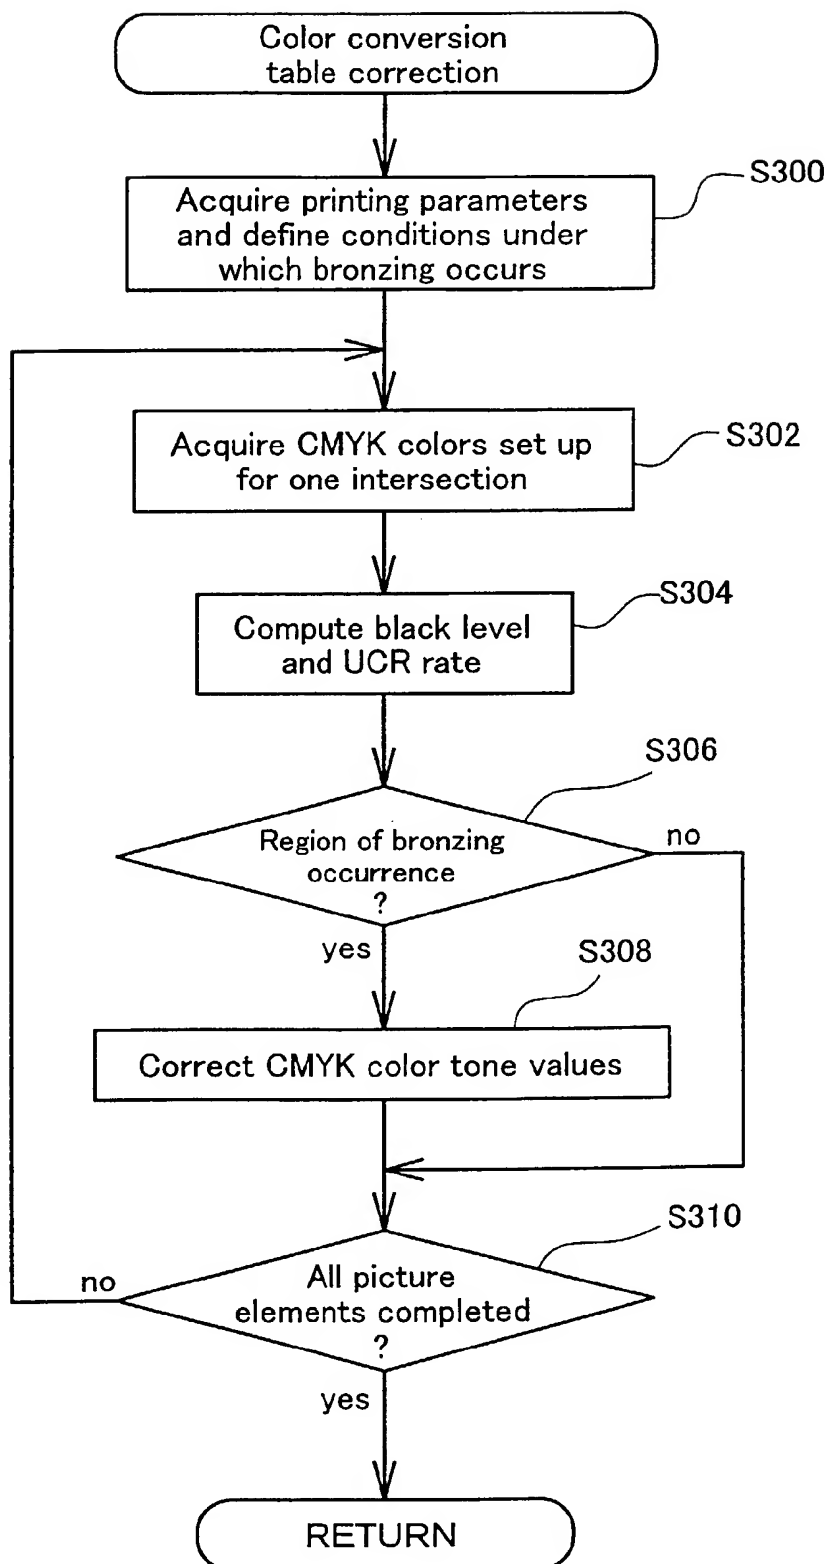 Color conversion
table correction
S300
Acquire printing parameters
and define conditions under
which bronzing occurs
S302
Acquire CMYK colors set up
for one intersection
S304
Compute black level
and UCR rate
S306
Region of bronzing
occurrence
?
no
yes
S308
Correct CMYK color tone values
S310
All picture
elements completed
?
no
yes
RETURN